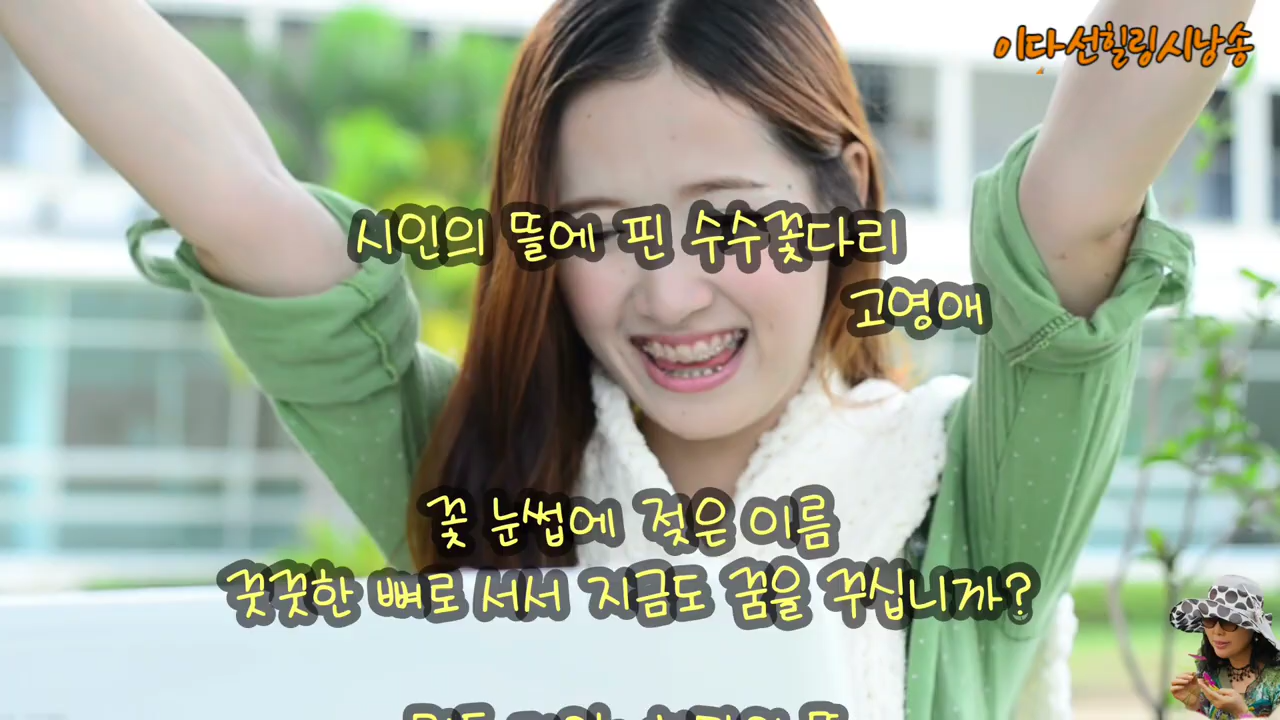 이다선힐링시낭송
시인의 뜰에 핀 수수꽃다리
고영애
꽃 눈썹에 젖은 이름
꿋꿋한 뼈로 서서 지금도 꿈을 꾸십니까?